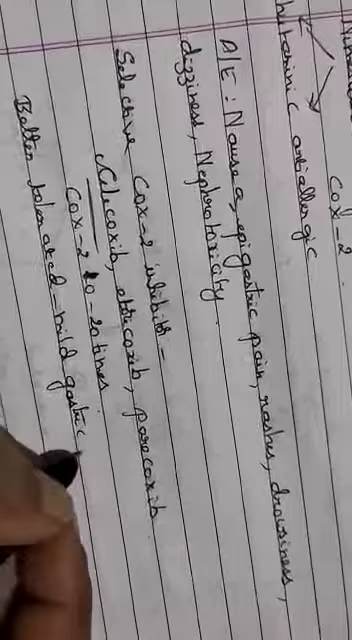 Cox-2.
antiallergic
A/E: Nausea, epigastric pain, rashes, drowsiness,
dizziness, Nephrotoxicity.
Selective Cox-2 inhibitor -
Celecoxib, etoricoxib, parecoxib
Cox-2 10-20 times.
Better tolerated - mild gastric